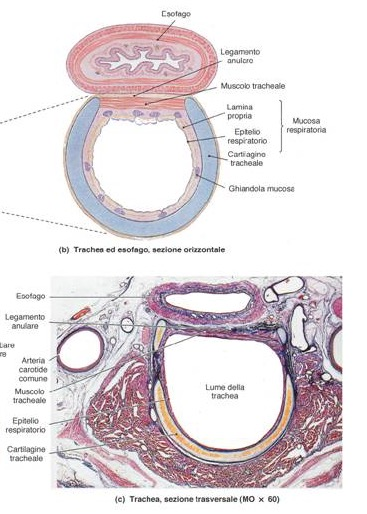 Esofago
Legamento
anulare
Muscolo tracheale
Lamina
propria
Mucosa
respiratoria
Epitelio
respiratorio
Cartilagine
tracheale
Ghiandola mucosa
(b) Trachea ed esofago, sezione orizzontale
Esofago
Legamento
anulare
Arteria
carotide
comune
Muscolo
tracheale
Epitelio
respiratorio
Cartilagine
tracheale
Lume della
trachea
(c) Trachea, sezione trasversale (MO × 60)